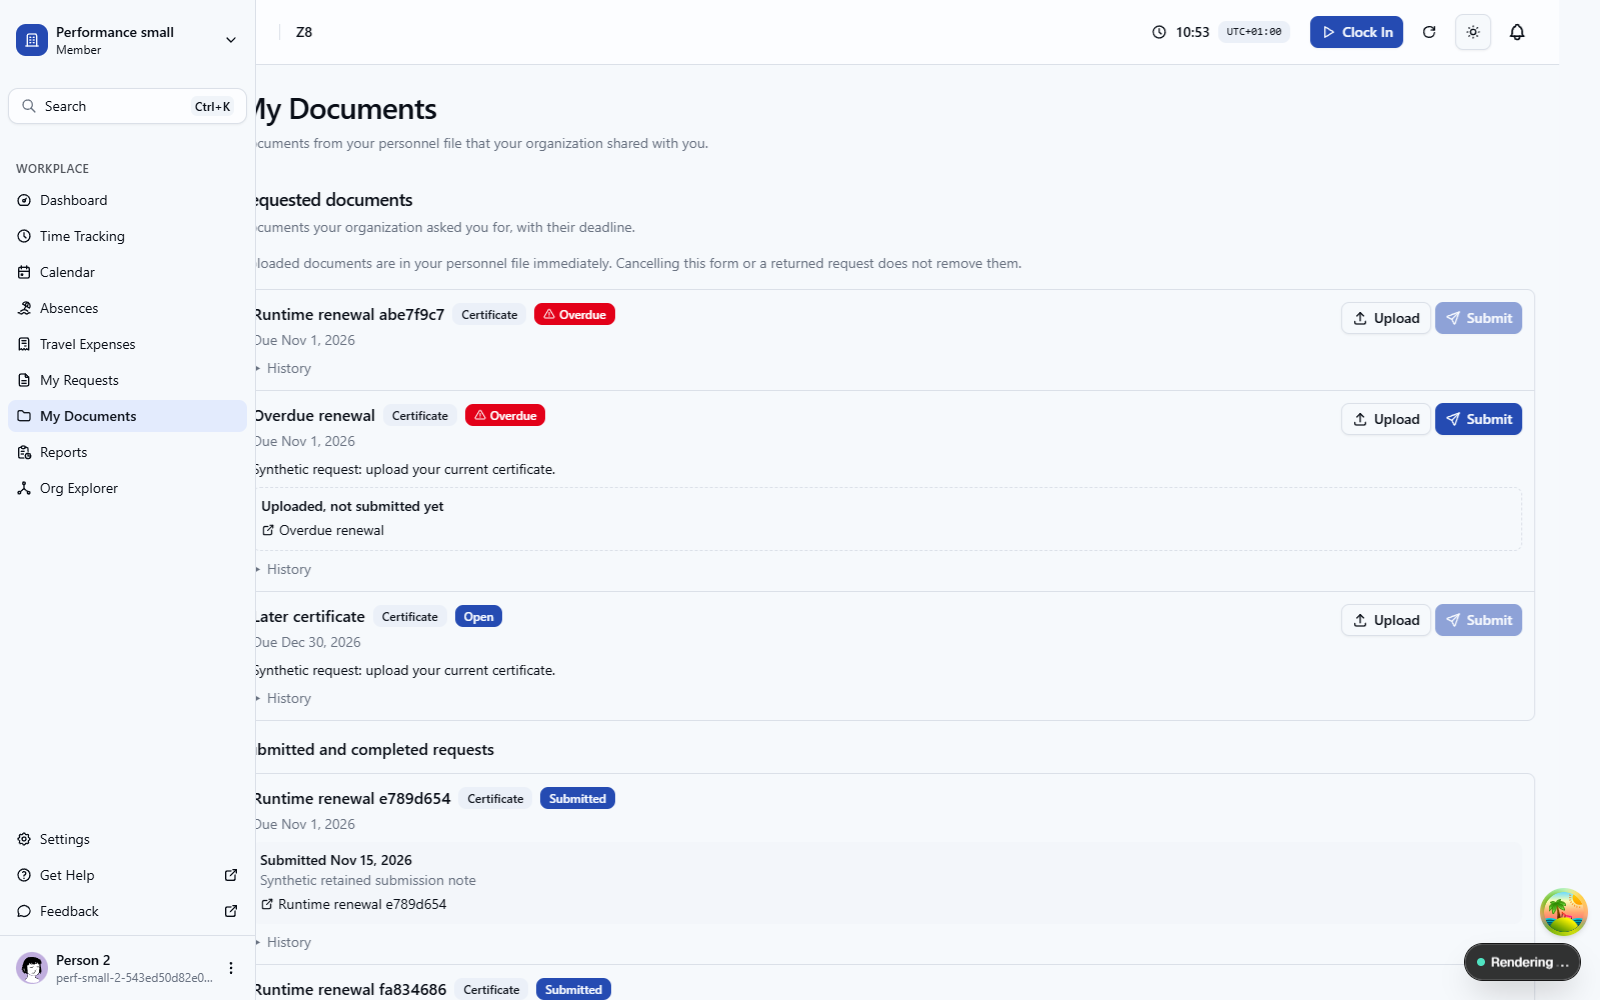 Performance small
Member
Search Ctrl+K
WORKPLACE
Dashboard
Time Tracking
Calendar
Absences
Travel Expenses
My Requests
My Documents
Reports
Org Explorer
Settings
Get Help
Feedback
Person 2
perf-small-2-543ed50d82e0...
Z8
10:53 UTC+01:00 Clock In
My Documents
ocuments from your personnel file that your organization shared with you.
equested documents
ocuments your organization asked you for, with their deadline.
loaded documents are in your personnel file immediately. Cancelling this form or a returned request does not remove them.
Runtime renewal abe7f9c7 Certificate Overdue Upload Submit
Due Nov 1, 2026
History
Overdue renewal Certificate Overdue Upload Submit
Due Nov 1, 2026
Synthetic request: upload your current certificate.
Uploaded, not submitted yet
Overdue renewal
History
Later certificate Certificate Open Upload Submit
Due Dec 30, 2026
Synthetic request: upload your current certificate.
History
bmitted and completed requests
Runtime renewal e789d654 Certificate Submitted
Due Nov 1, 2026
Submitted Nov 15, 2026
Synthetic retained submission note
Runtime renewal e789d654
History
Runtime renewal fa834686 Certificate Submitted
Rendering ...